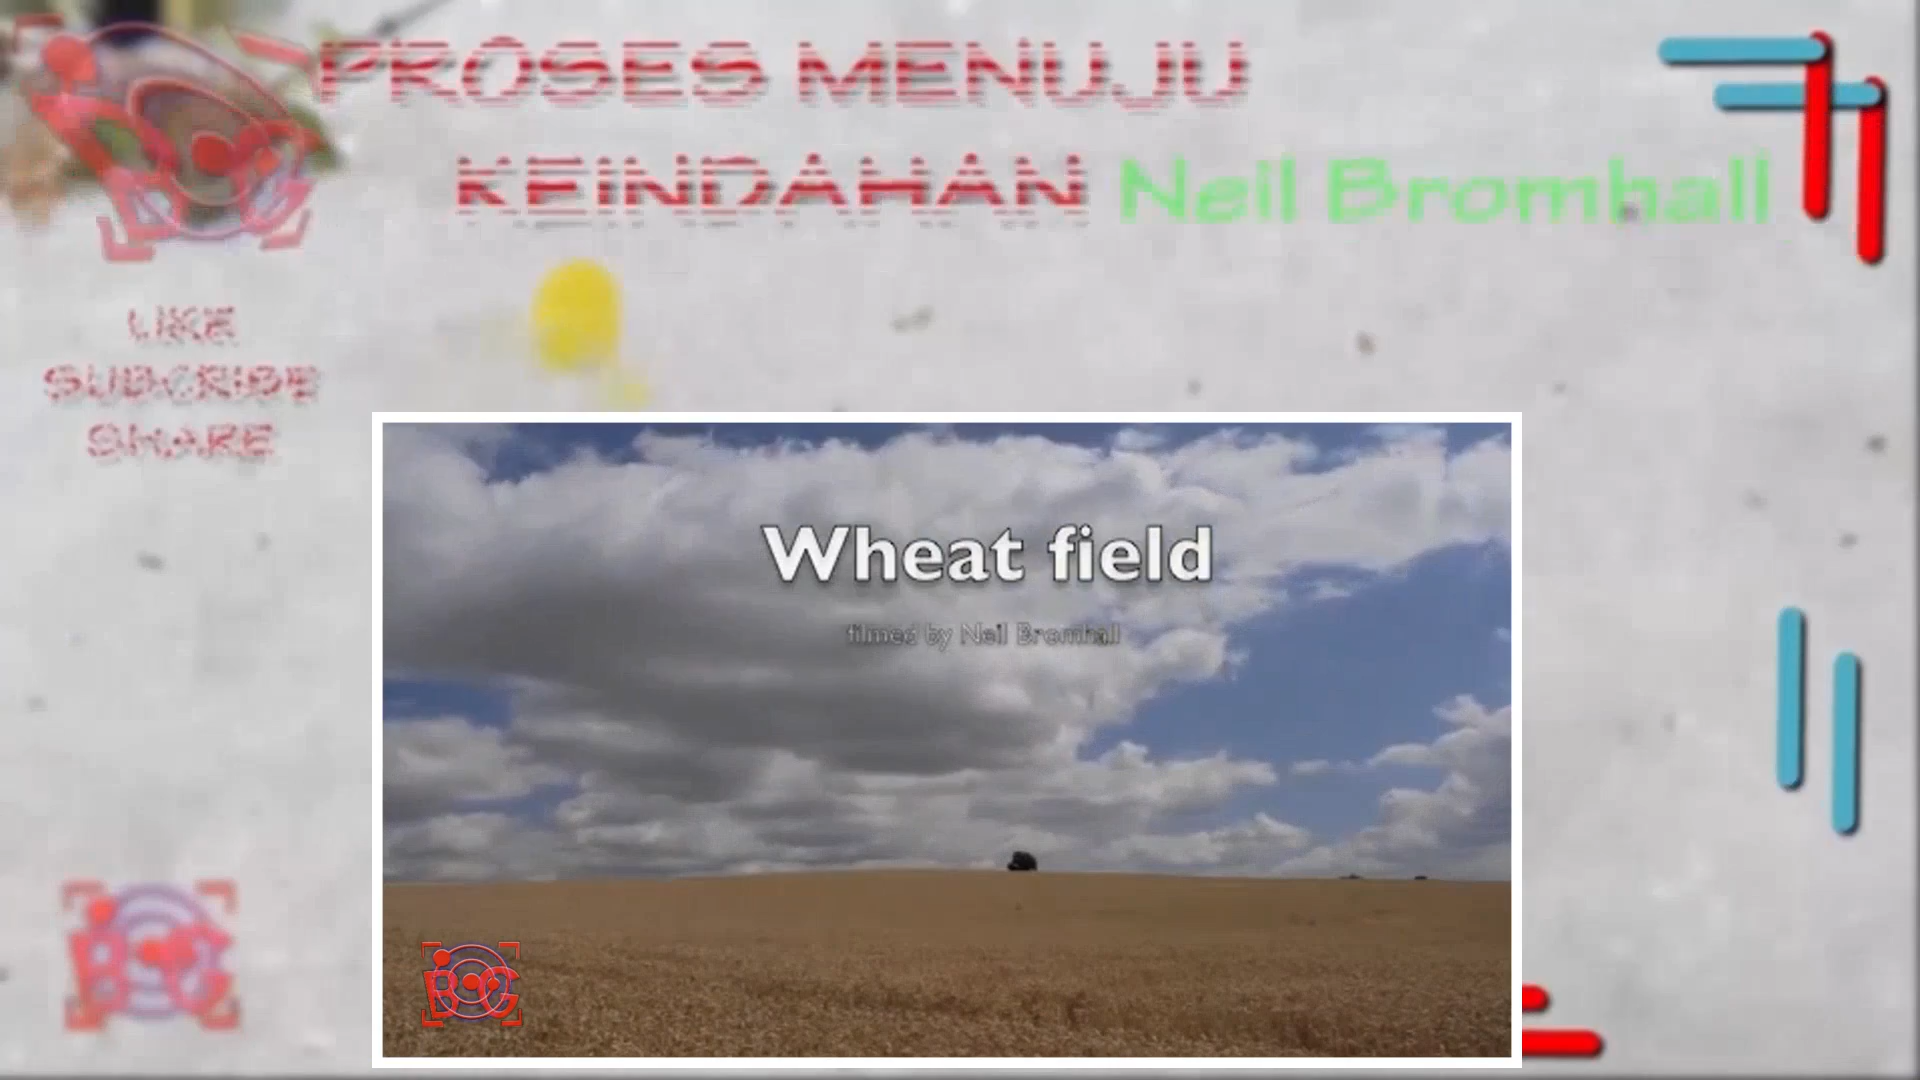 PROSES MENUJU
KEINDAHAN Neil Bromhall
LIKE
SUBCRIBE
SHARE
Wheat field
filmed by Neil Bromhall